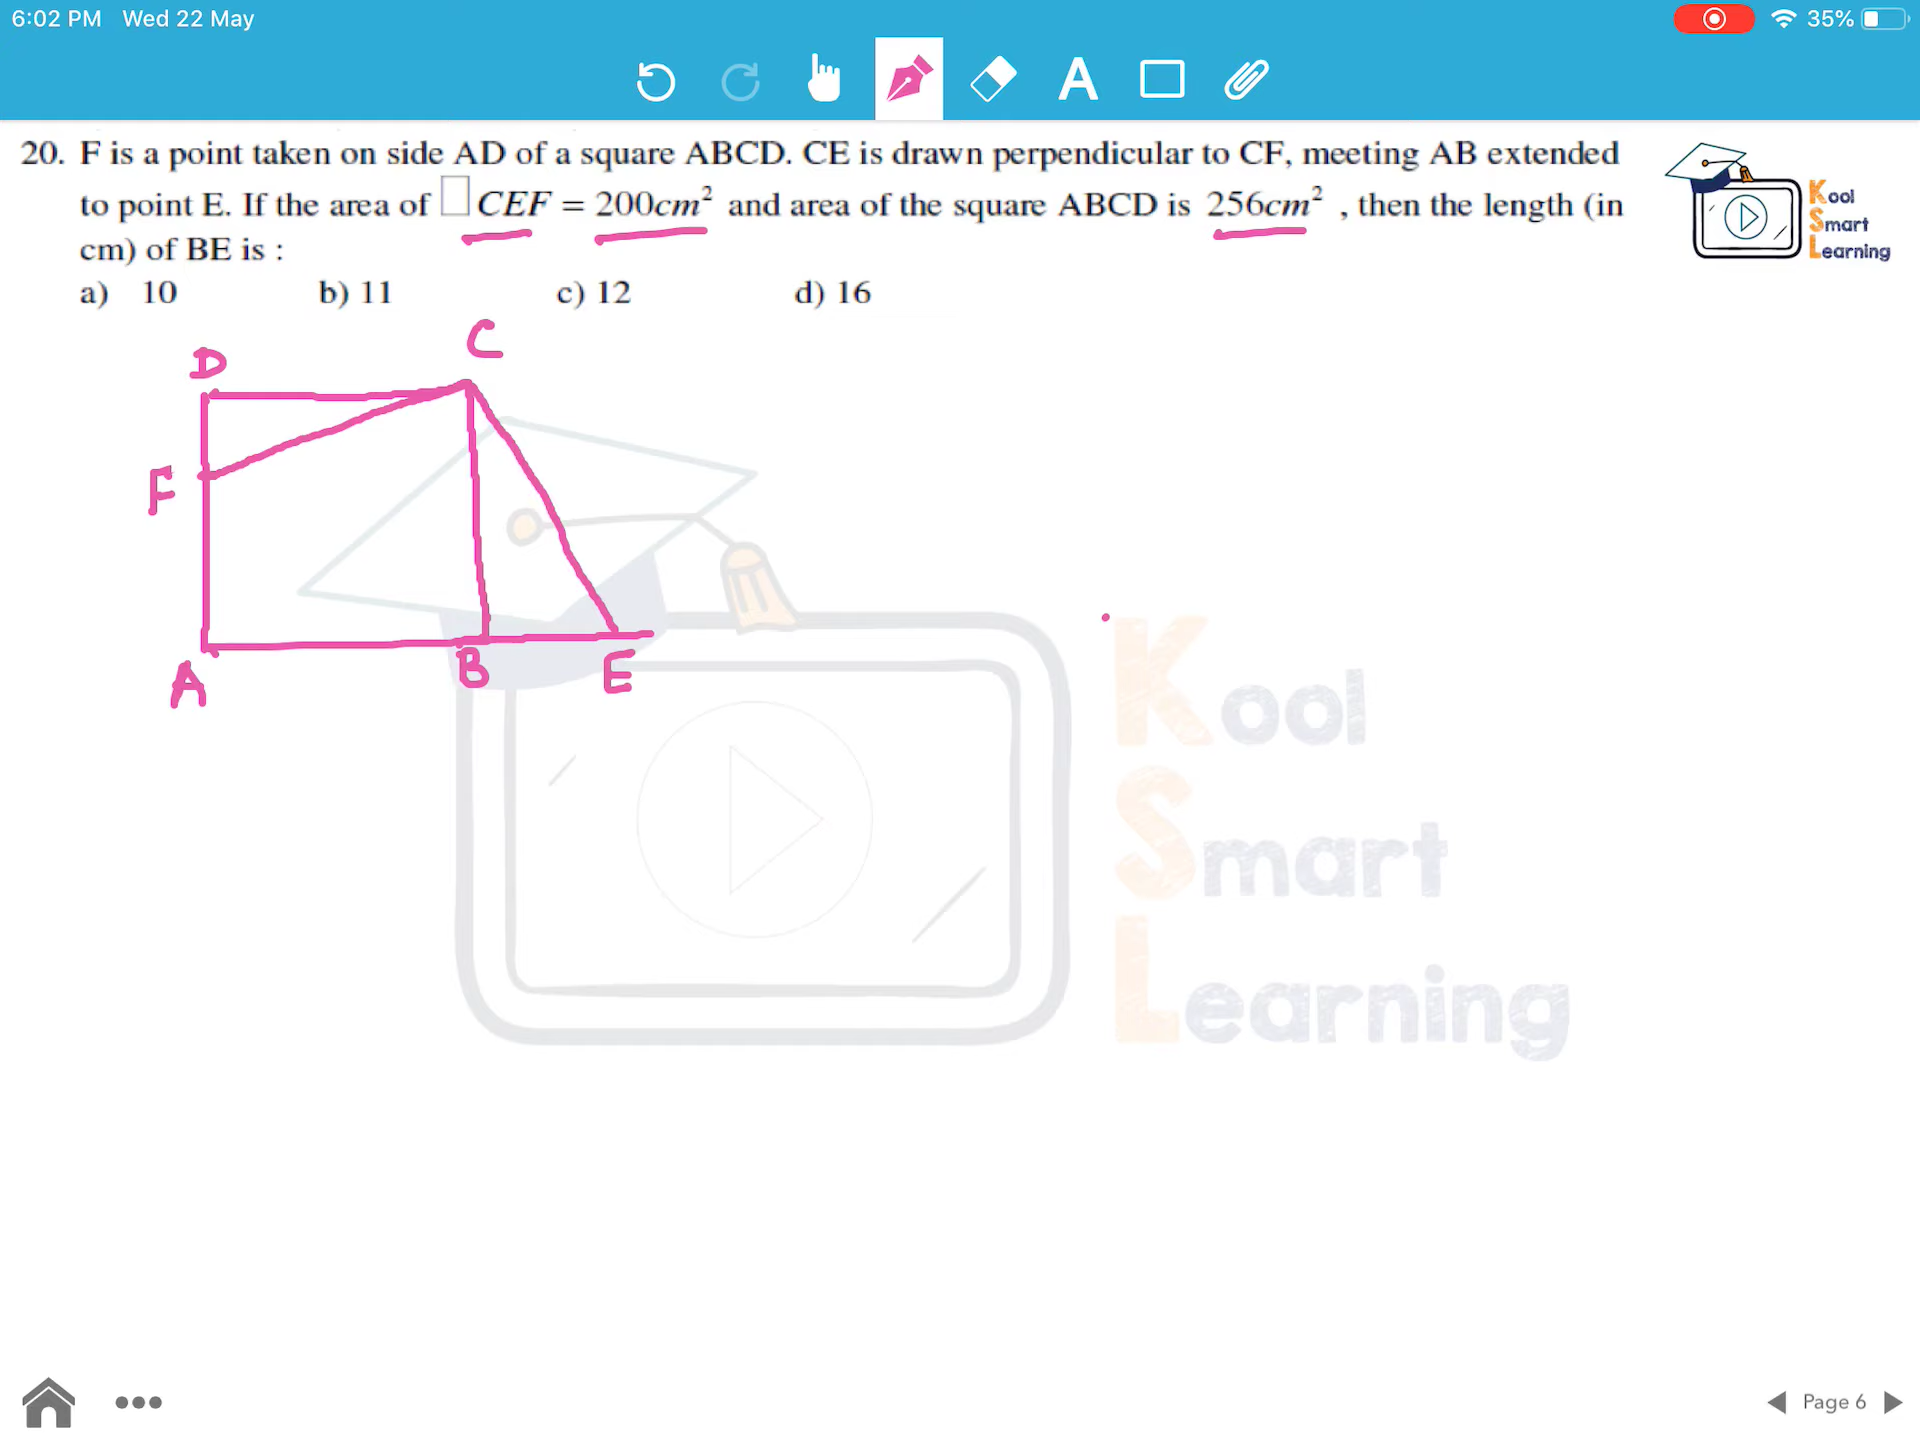 6:02 PM Wed 22 May
35%
A
20. F is a point taken on side AD of a square ABCD. CE is drawn perpendicular to CF, meeting AB extended
to point E. If the area of □ CEF = 200cm² and area of the square ABCD is 256cm² , then the length (in
cm) of BE is :
a) 10 b) 11 c) 12 d) 16
Kool
Smart
Learning
C
D
F
A
B
E
Kool
Smart
Learning
Page 6